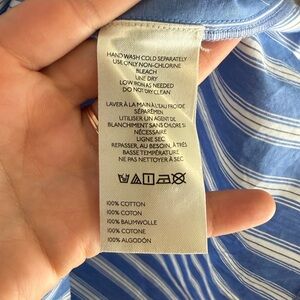 HAND WASH COLD SEPARATELY
USE ONLY NON-CHLORINE
BLEACH
LINE DRY
LOW IRON AS NEEDED
DO NOT DRY CLEAN
LAVER À LA MAIN À L'EAU FROIDE
SÉPARÉMENT
UTILISER UN AGENT DE
BLANCHIMENT SANS CHLORE SI
NÉCESSAIRE
LIGNE SEC
REPASSER, AU BESOIN, À TRÈS
BASSE TEMPÉRATURE
NE PAS NETTOYER À SEC
100% COTTON
100% COTON
100% BAUMWOLLE
100% COTONE
100% ALGODÓN